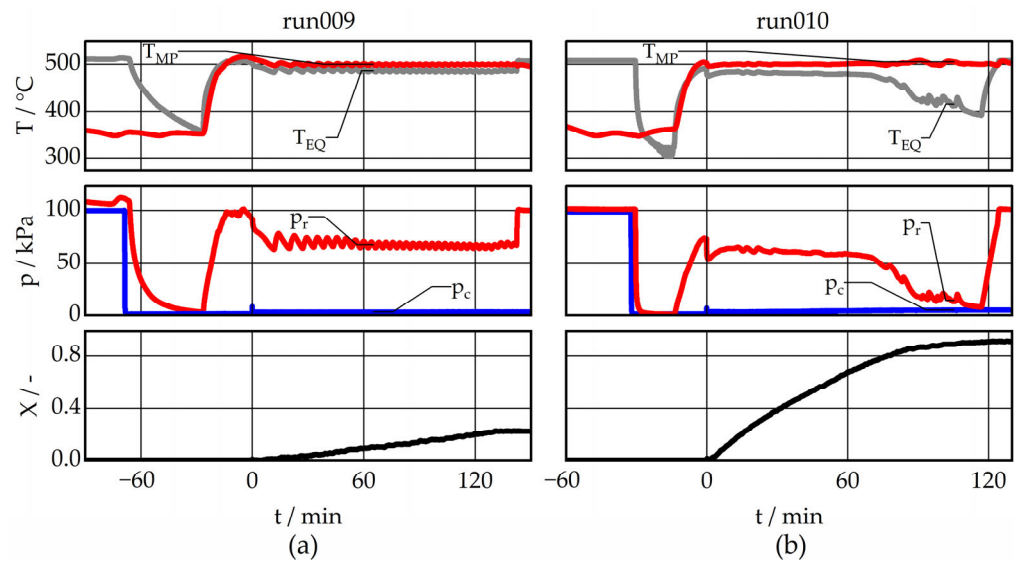 run009
run010
500
400
300
T / °C
T_MP
T_EQ
T_MP
T_EQ
100
50
0
p / kPa
p_r
p_c
p_r
p_c
0.8
0.4
0.0
X / -
−60
0
60
120
−60
0
60
120
t / min
t / min
(a)
(b)